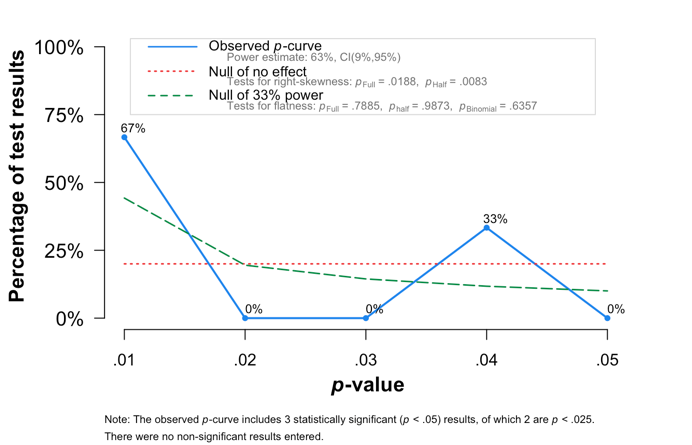 Percentage of test results
100%
75%
50%
25%
0%
Observed p-curve
Power estimate: 63%, CI(9%,95%)
Null of no effect
Tests for right-skewness: pFull = .0188, pHalf = .0083
Null of 33% power
Tests for flatness: pFull = .7885, phalf = .9873, pBinomial = .6357
67%
0%
0%
33%
0%
.01 .02 .03 .04 .05
p-value
Note: The observed p-curve includes 3 statistically significant (p < .05) results, of which 2 are p < .025.
There were no non-significant results entered.